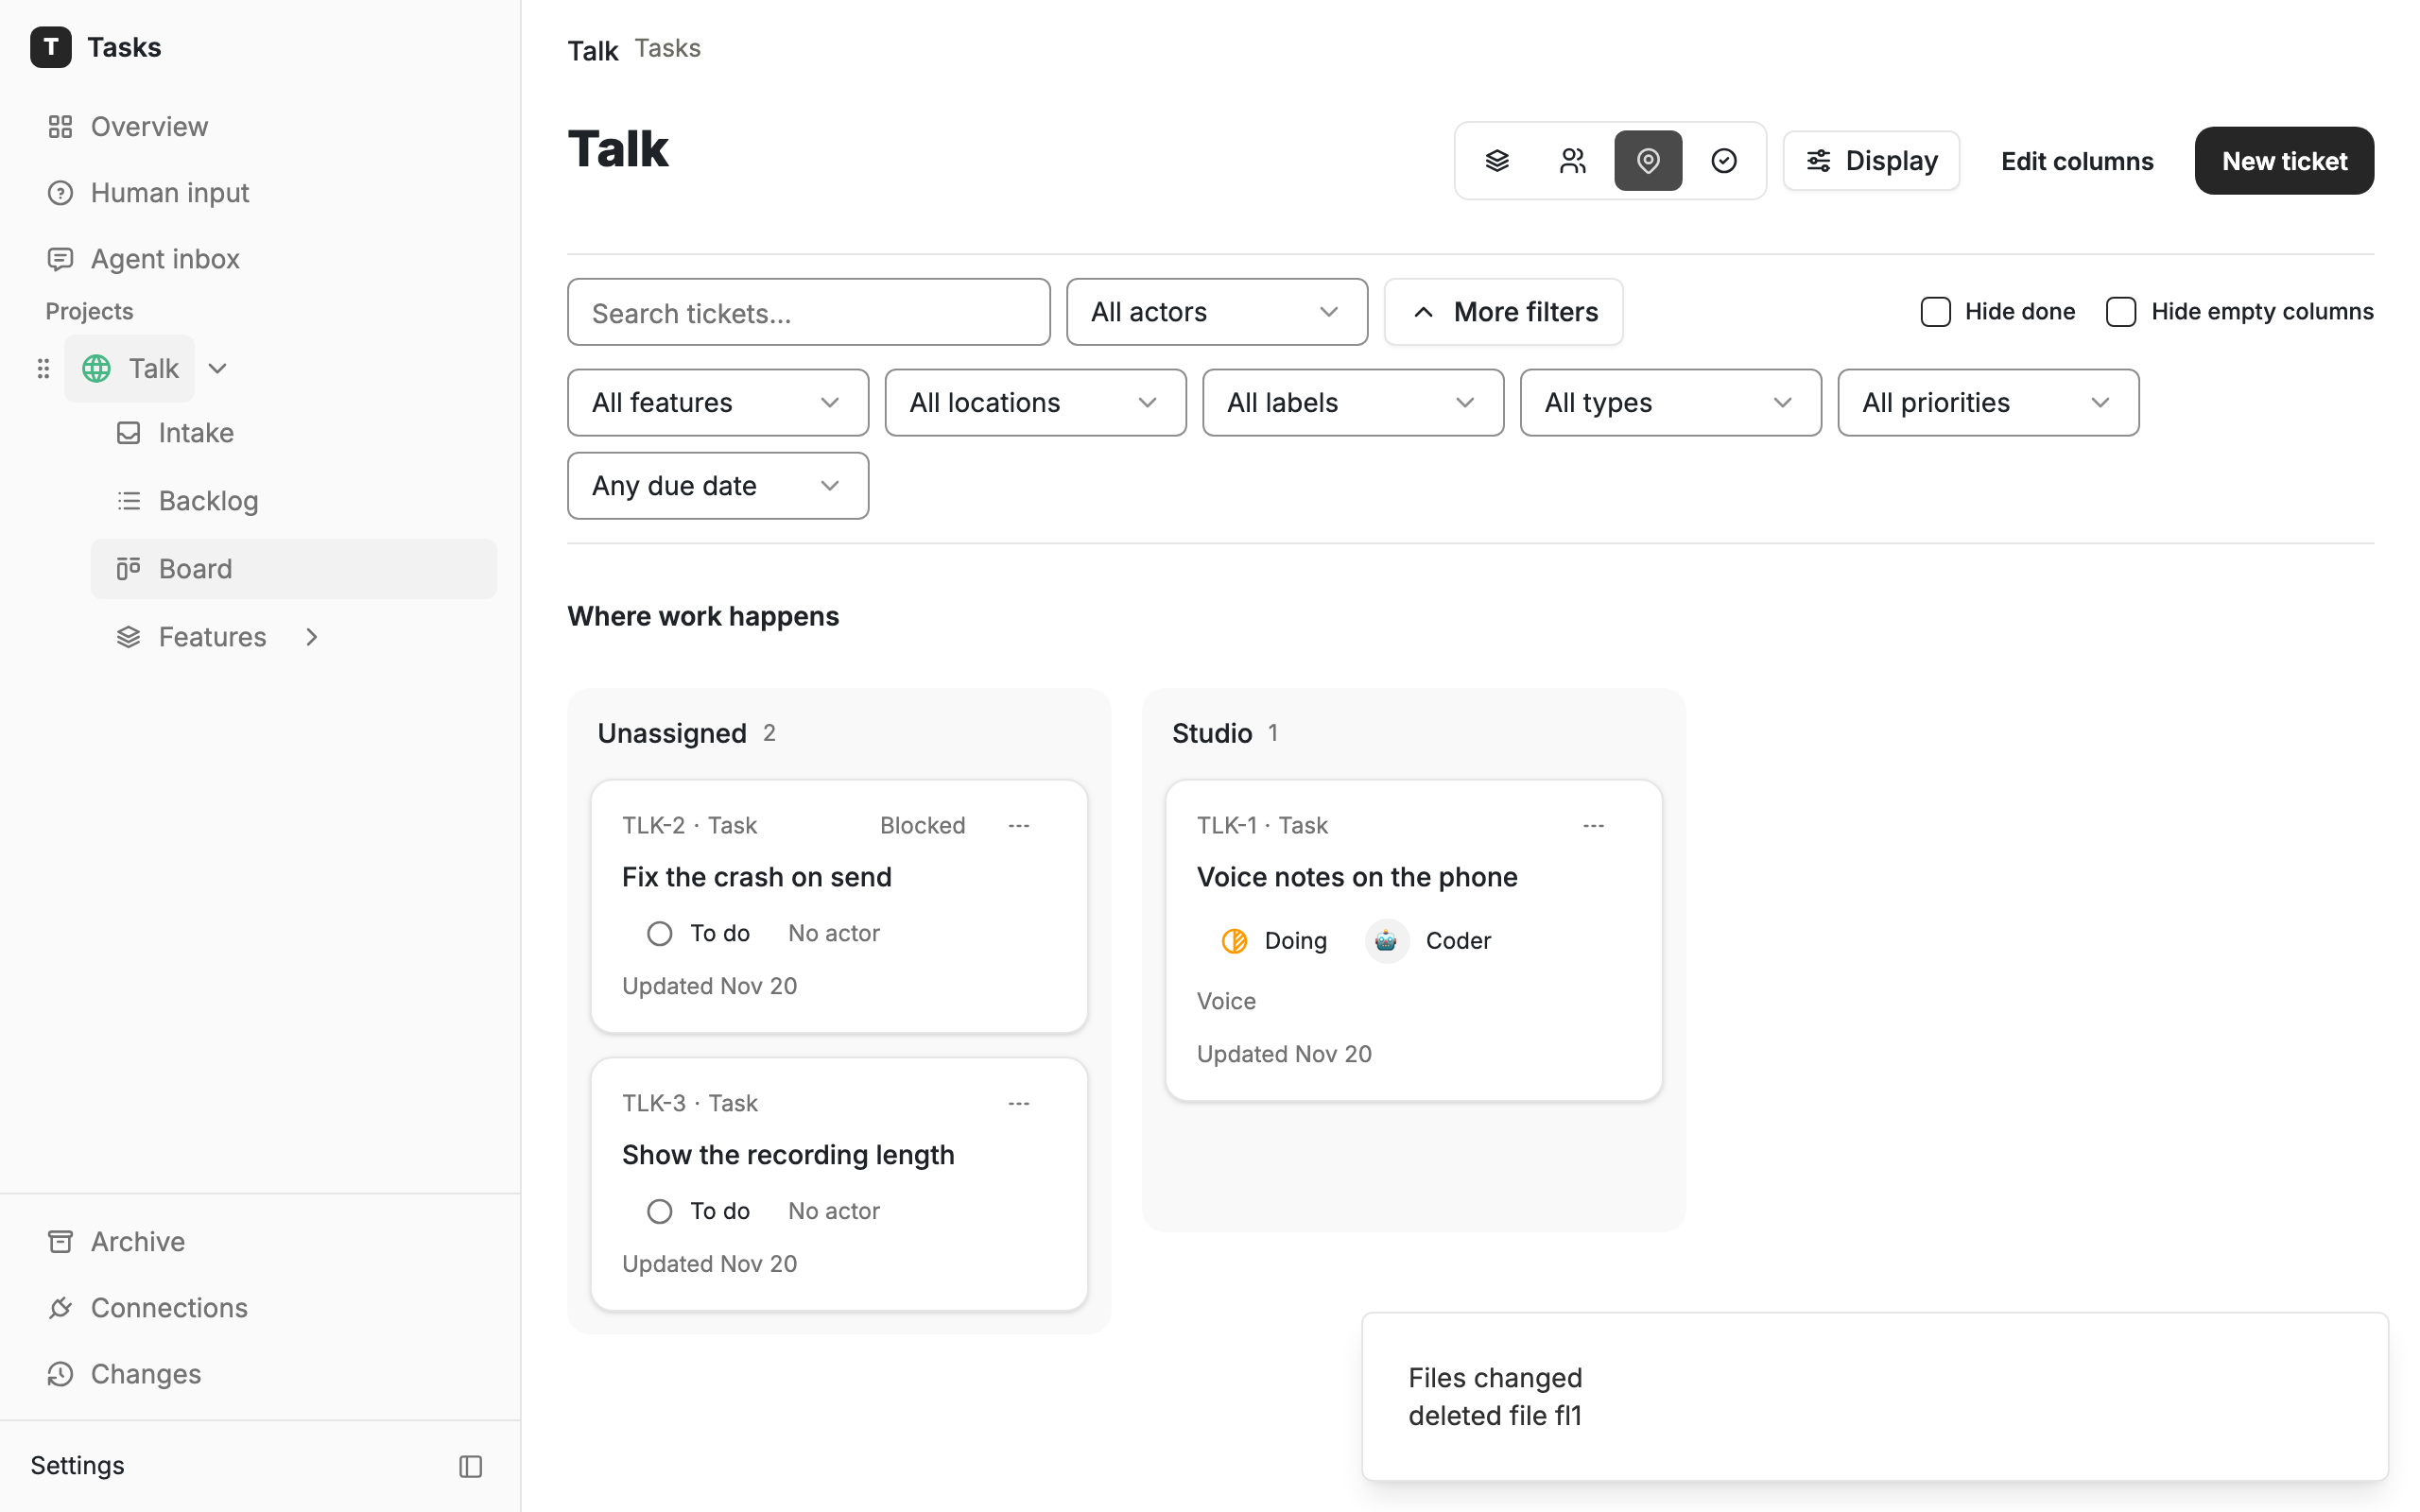 T Tasks
Overview
Human input
Agent inbox
Projects
Talk
Intake
Backlog
Board
Features
Archive
Connections
Changes
Settings
Talk Tasks
Talk
Display
Edit columns
New ticket
Search tickets...
All actors
More filters
Hide done
Hide empty columns
All features
All locations
All labels
All types
All priorities
Any due date
Where work happens
Unassigned 2
TLK-2 · Task Blocked
Fix the crash on send
To do No actor
Updated Nov 20
TLK-3 · Task
Show the recording length
To do No actor
Updated Nov 20
Studio 1
TLK-1 · Task
Voice notes on the phone
Doing Coder
Voice
Updated Nov 20
Files changed
deleted file fl1